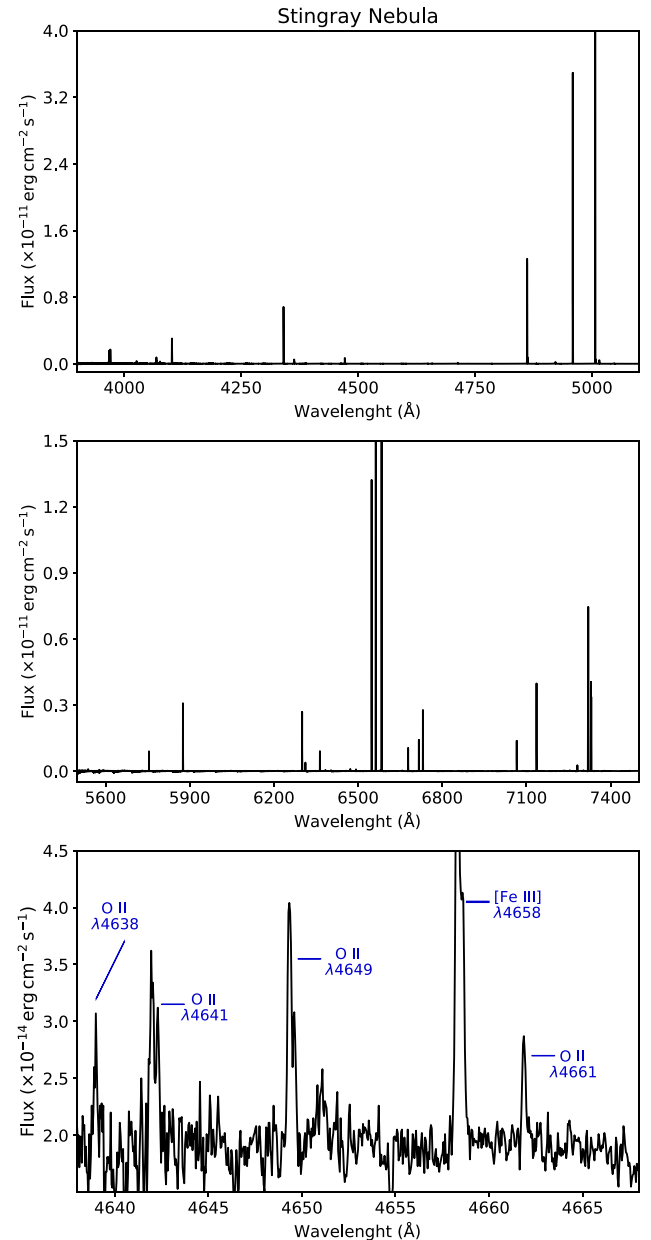 Stingray Nebula
4.0
3.2
2.4
1.6
0.8
0.0
Flux (×10⁻¹¹ erg cm⁻² s⁻¹)
4000 4250 4500 4750 5000
Wavelenght (Å)
1.5
1.2
0.9
0.6
0.3
0.0
Flux (×10⁻¹¹ erg cm⁻² s⁻¹)
5600 5900 6200 6500 6800 7100 7400
Wavelenght (Å)
4.5
4.0
3.5
3.0
2.5
2.0
Flux (×10⁻¹⁴ erg cm⁻² s⁻¹)
O II
λ4638
O II
λ4641
O II
λ4649
[Fe III]
λ4658
O II
λ4661
4640 4645 4650 4655 4660 4665
Wavelenght (Å)